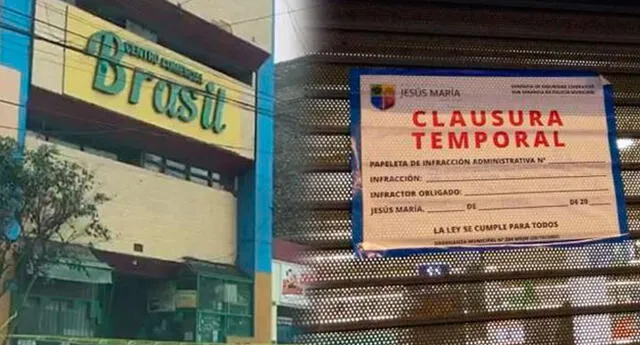 CENTRO COMERCIAL
Brasil
JESÚS MARÍA
CLAUSURA
TEMPORAL
PAPELETA DE INFRACCIÓN ADMINISTRATIVA N°
INFRACCIÓN:
INFRACTOR OBLIGADO:
JESÚS MARÍA, DE DE 20
LA LEY SE CUMPLE PARA TODOS